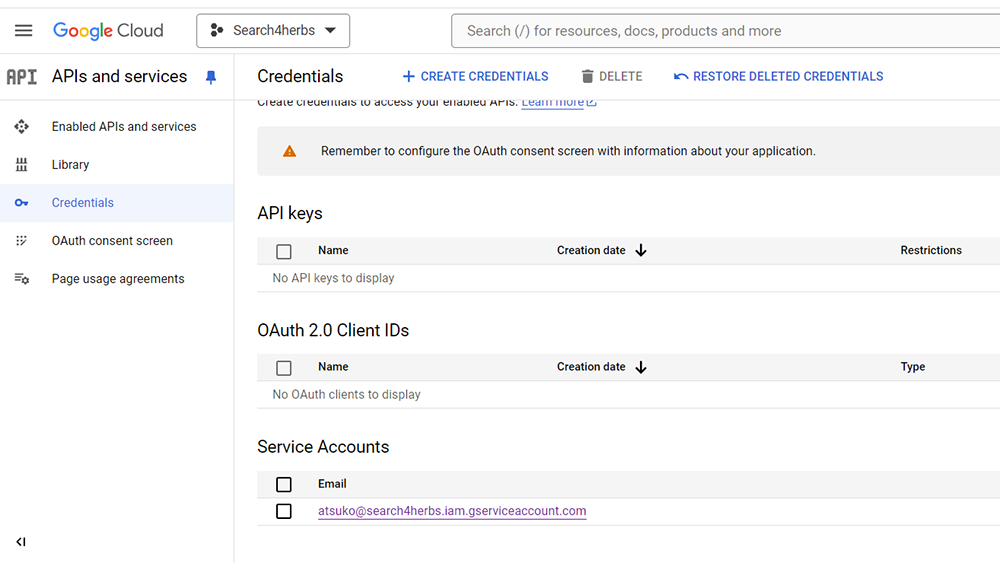 Google Cloud
Search4herbs
Search (/) for resources, docs, products and more
API APIs and services
Credentials
CREATE CREDENTIALS
DELETE
RESTORE DELETED CREDENTIALS
Enabled APIs and services
Library
Credentials
OAuth consent screen
Page usage agreements
Create credentials to access your enabled APIs. Learn more
Remember to configure the OAuth consent screen with information about your application.
API keys
Name Creation date Restrictions
No API keys to display
OAuth 2.0 Client IDs
Name Creation date Type
No OAuth clients to display
Service Accounts
Email
atsuko@search4herbs.iam.gserviceaccount.com